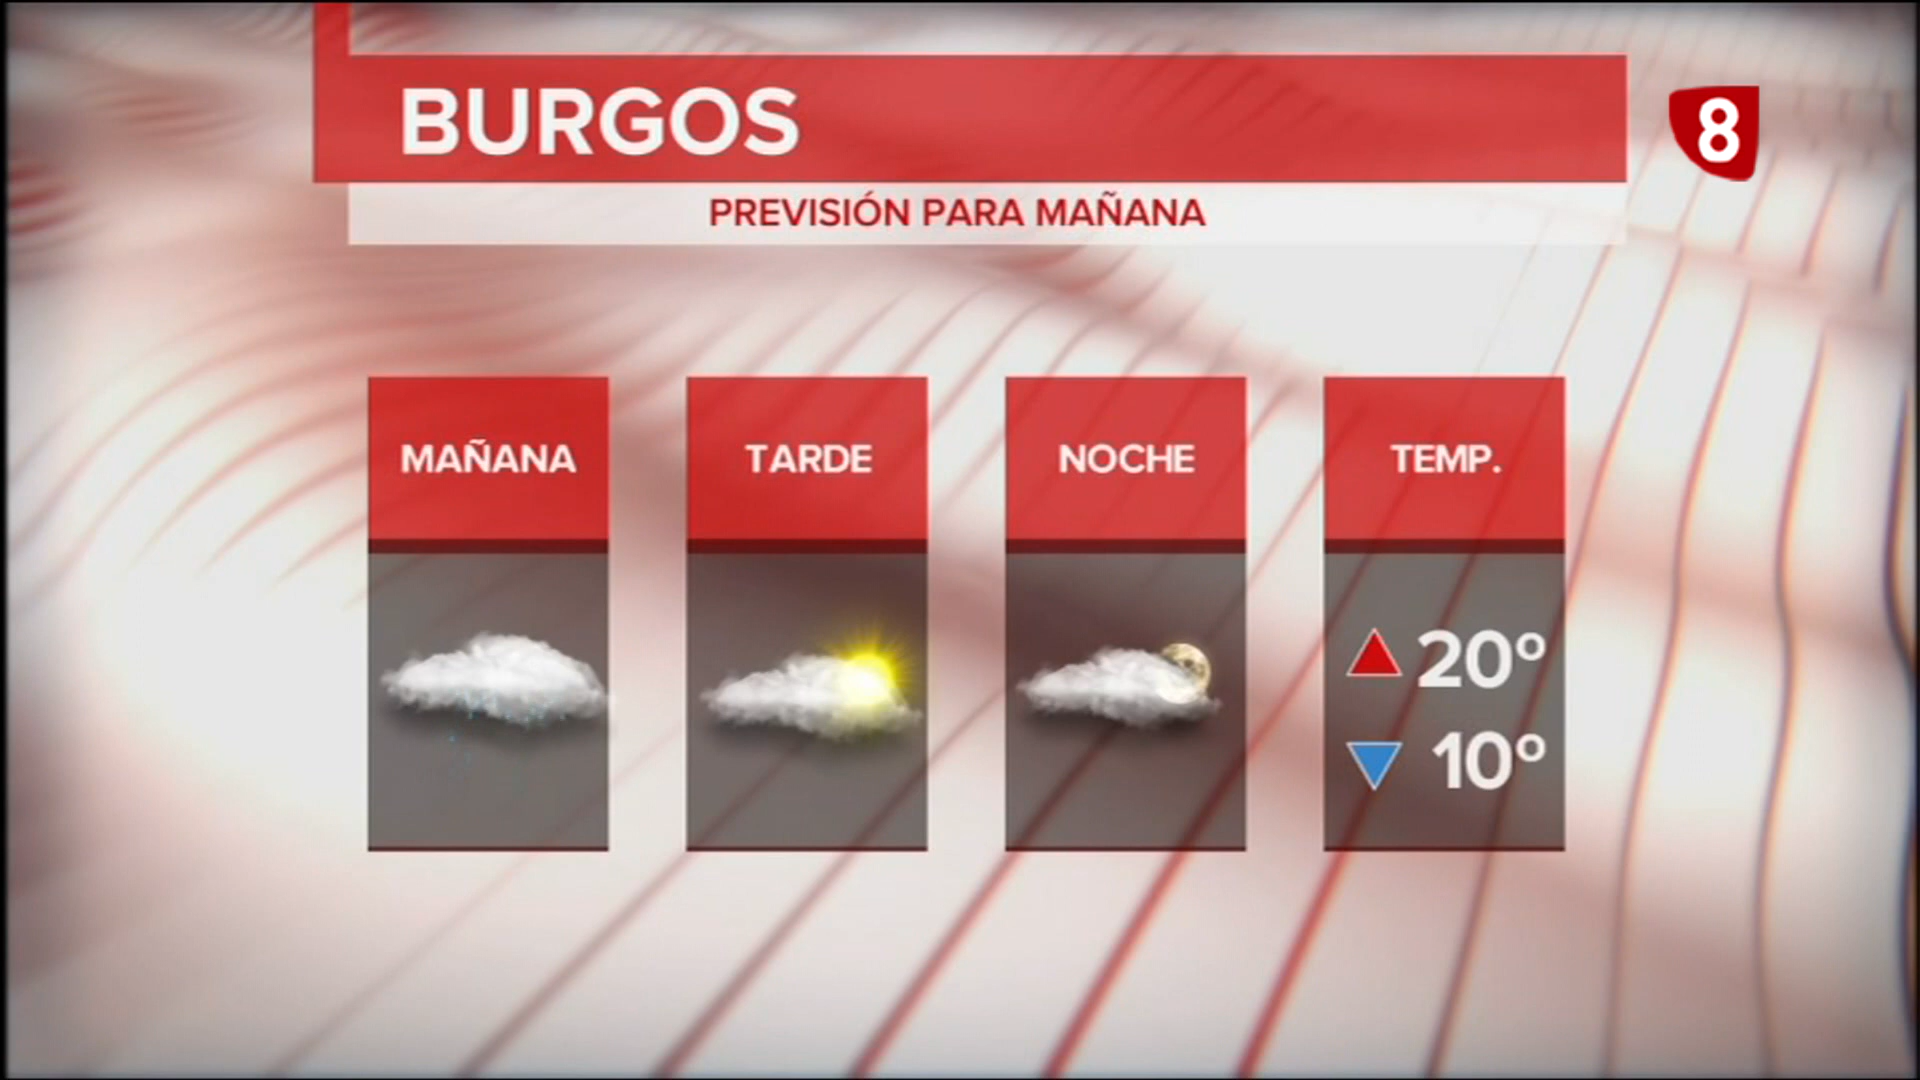 BURGOS
8
PREVISIÓN PARA MAÑANA
MAÑANA
TARDE
NOCHE
TEMP.
20º
10º